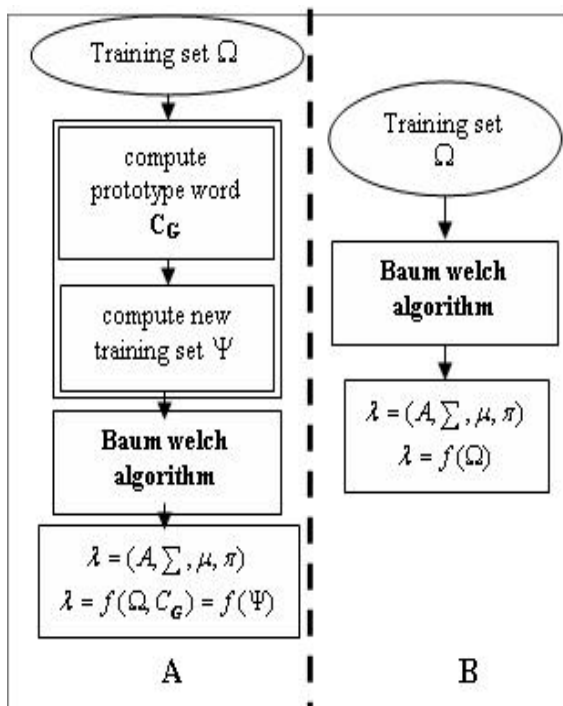 Training set Ω
compute
prototype word
C_G
compute new
training set Ψ
Baum welch
algorithm
λ = (A, ∑, μ, π)
λ = f(Ω, C_G) = f(Ψ)
A
Training set
Ω
Baum welch
algorithm
λ = (A, ∑, μ, π)
λ = f(Ω)
B